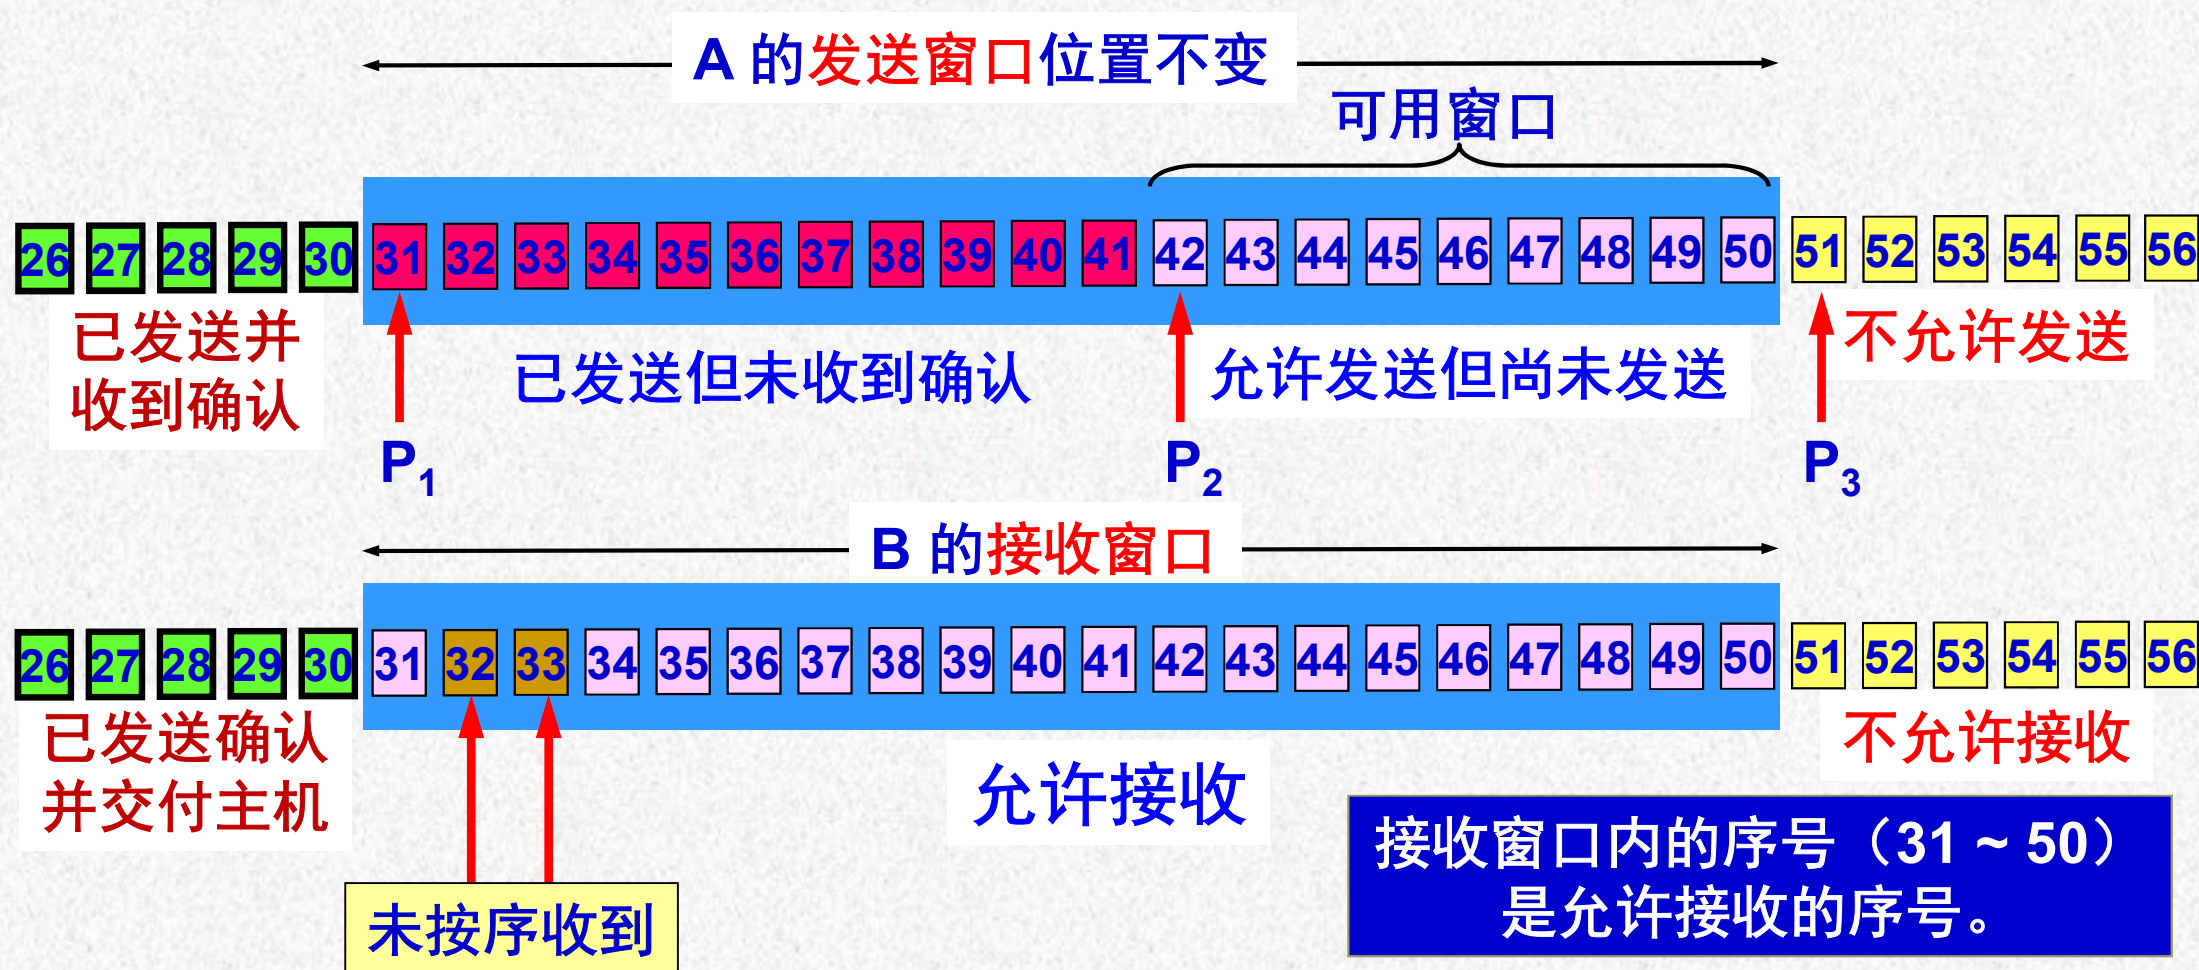 A 的发送窗口位置不变
可用窗口
26 27 28 29 30 31 32 33 34 35 36 37 38 39 40 41 42 43 44 45 46 47 48 49 50 51 52 53 54 55 56
已发送并
收到确认
已发送但未收到确认
允许发送但尚未发送
不允许发送
P1
P2
P3
B 的接收窗口
26 27 28 29 30 31 32 33 34 35 36 37 38 39 40 41 42 43 44 45 46 47 48 49 50 51 52 53 54 55 56
已发送确认
并交付主机
允许接收
不允许接收
未按序收到
接收窗口内的序号（31 ~ 50）
是允许接收的序号。